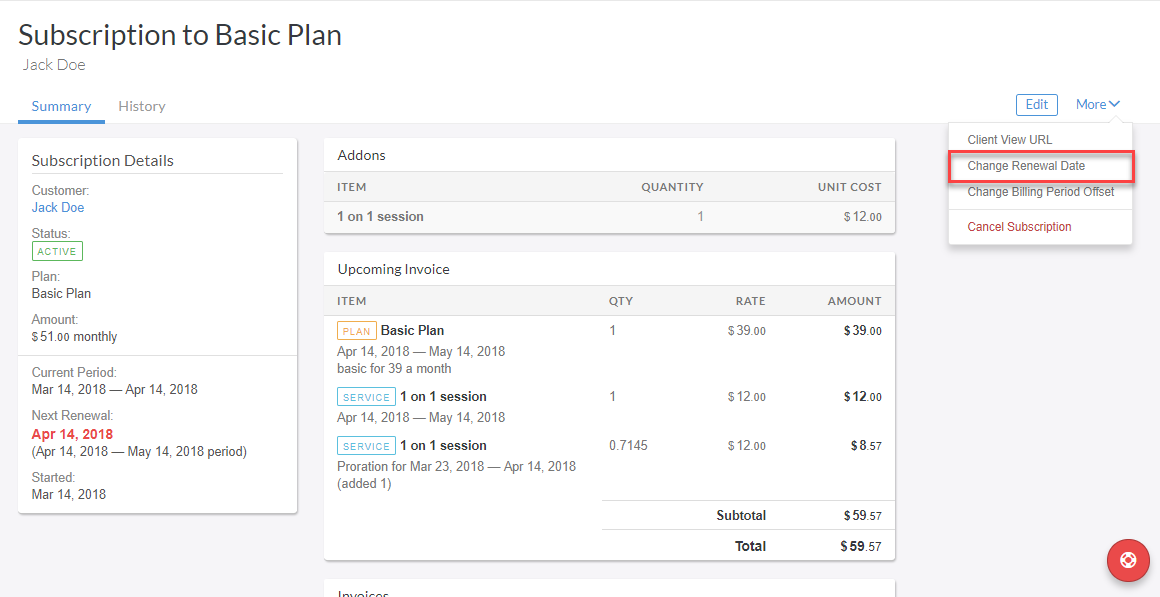 Subscription to Basic Plan
Jack Doe
Summary
History
Edit
More
Client View URL
Change Renewal Date
Change Billing Period Offset
Cancel Subscription
Subscription Details
Customer:
Jack Doe
Status:
ACTIVE
Plan:
Basic Plan
Amount:
$51.00 monthly
Current Period:
Mar 14, 2018 — Apr 14, 2018
Next Renewal:
Apr 14, 2018
(Apr 14, 2018 — May 14, 2018 period)
Started:
Mar 14, 2018
Addons
ITEM QUANTITY UNIT COST
1 on 1 session 1 $12.00
Upcoming Invoice
ITEM QTY RATE AMOUNT
PLAN Basic Plan 1 $39.00 $39.00
Apr 14, 2018 — May 14, 2018
basic for 39 a month
SERVICE 1 on 1 session 1 $12.00 $12.00
Apr 14, 2018 — May 14, 2018
SERVICE 1 on 1 session 0.7145 $12.00 $8.57
Proration for Mar 23, 2018 — Apr 14, 2018
(added 1)
Subtotal $59.57
Total $59.57
Invoices